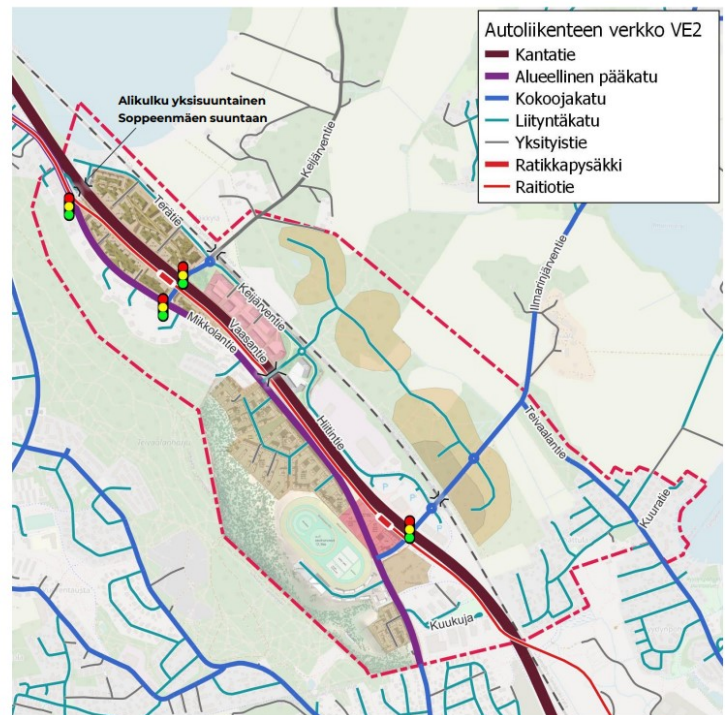 Autoliikenteen verkko VE2
Kantatie
Alueellinen pääkatu
Kokoojakatu
Liityntäkatu
Yksityistie
Ratikkapysäkki
Raitiotie
Alikulku yksisuuntainen
Soppeenmäen suuntaan
Keijärventie
Terätie
Keijärventie
Vaasantie
Mikkolantie
Hiitintie
Ilmarinjärventie
Teivaalantie
Kuuratie
Kuukuja